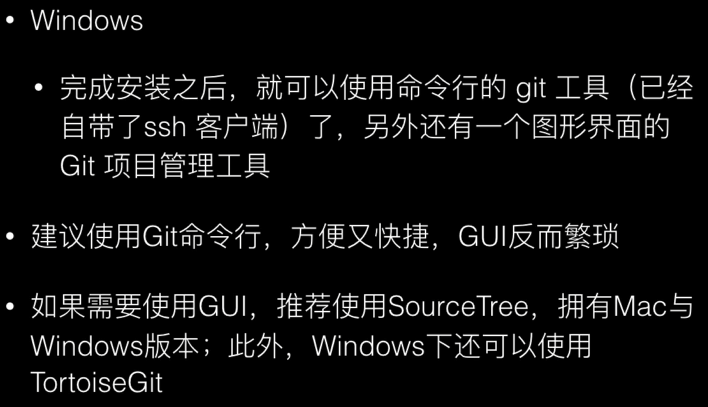 • Windows
• 完成安装之后，就可以使用命令行的 git 工具（已经
自带了ssh 客户端）了，另外还有一个图形界面的
Git 项目管理工具
• 建议使用Git命令行，方便又快捷，GUI反而繁琐
• 如果需要使用GUI，推荐使用SourceTree，拥有Mac与
Windows版本；此外，Windows下还可以使用
TortoiseGit